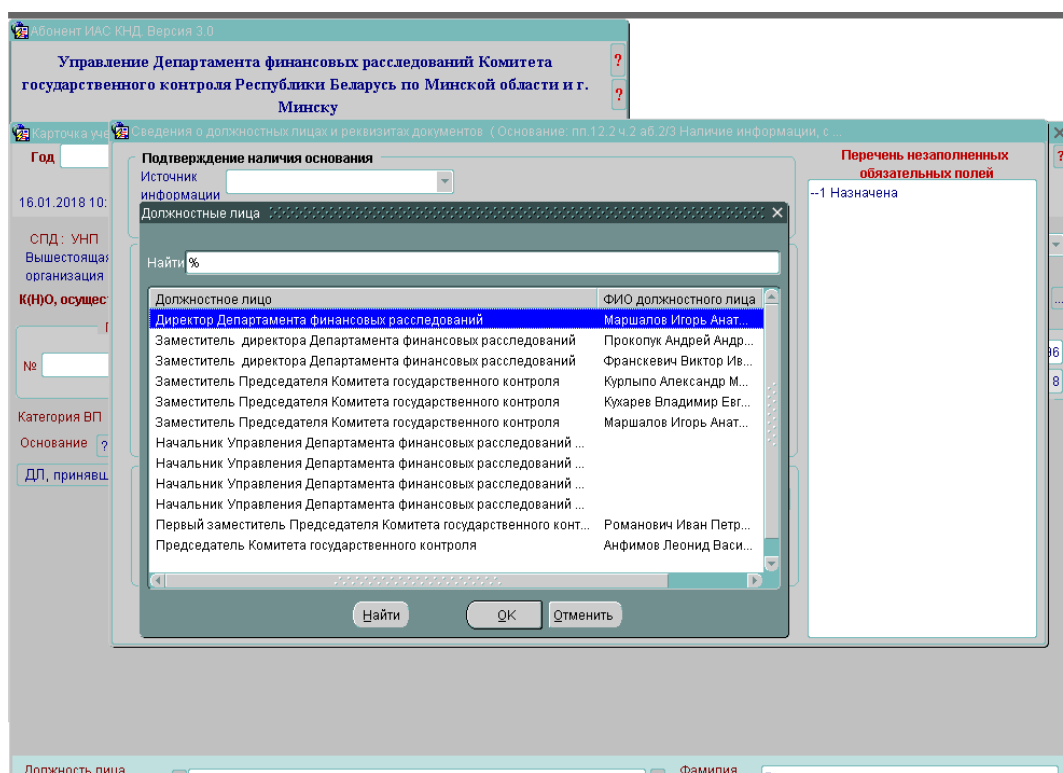 Абонент ИАС КНД. Версия 3.0
Управление Департамента финансовых расследований Комитета
государственного контроля Республики Беларусь по Минской области и г.
Минску
?
?
Карточка уче
Сведения о должностных лицах и реквизитах документов ( Основание: пп.12.2 ч.2 аб.2/3 Наличие информации, с ...
Год
Подтверждение наличия основания
Источник
информации
Перечень незаполненных
обязательных полей
--1 Назначена
?
16.01.2018 10:
СПД : УНП
Вышестоящая
организация
К(Н)О, осущес
№
Категория ВП
Основание ?
ДЛ, принявш
...
96
8
Должностные лица
Найти %
Должностное лицо ФИО должностного лица
Директор Департамента финансовых расследований Маршалов Игорь Анат...
Заместитель директора Департамента финансовых расследований Прокопук Андрей Андр...
Заместитель директора Департамента финансовых расследований Франскевич Виктор Ив...
Заместитель Председателя Комитета государственного контроля Курлыпо Александр М...
Заместитель Председателя Комитета государственного контроля Кухарев Владимир Евг...
Заместитель Председателя Комитета государственного контроля Маршалов Игорь Анат...
Начальник Управления Департамента финансовых расследований ...
Начальник Управления Департамента финансовых расследований ...
Начальник Управления Департамента финансовых расследований ...
Начальник Управления Департамента финансовых расследований ...
Первый заместитель Председателя Комитета государственного конт... Романович Иван Петр...
Председатель Комитета государственного контроля Анфимов Леонид Васи...
Найти OK Отменить
Должность лица Фамилия